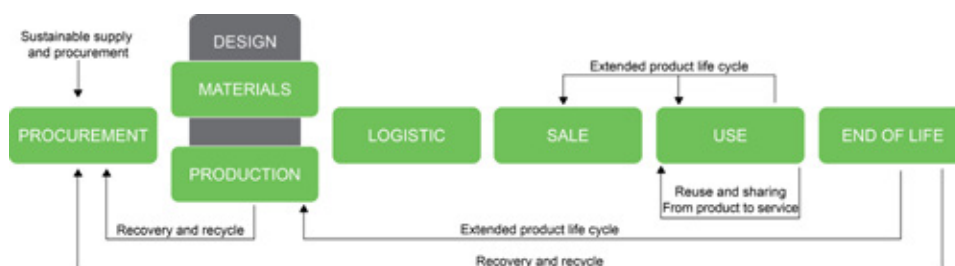 Sustainable supply
and procurement
DESIGN
MATERIALS
Extended product life cycle
PROCUREMENT
LOGISTIC
SALE
USE
END OF LIFE
PRODUCTION
Reuse and sharing
From product to service
Recovery and recycle
Extended product life cycle
Recovery and recycle